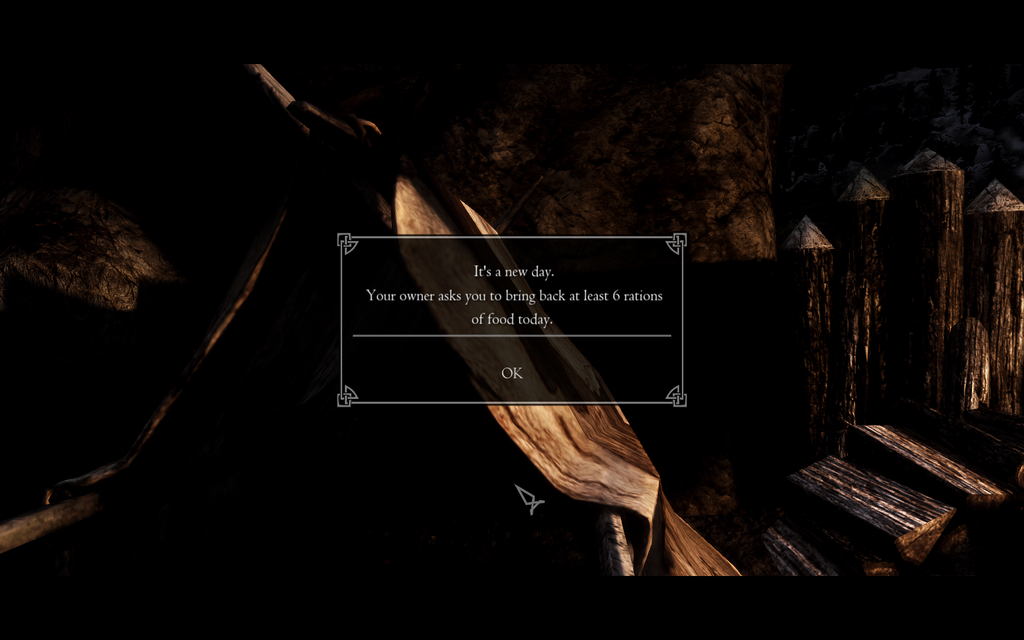 It's a new day.
Your owner asks you to bring back at least 6 rations
of food today.
OK